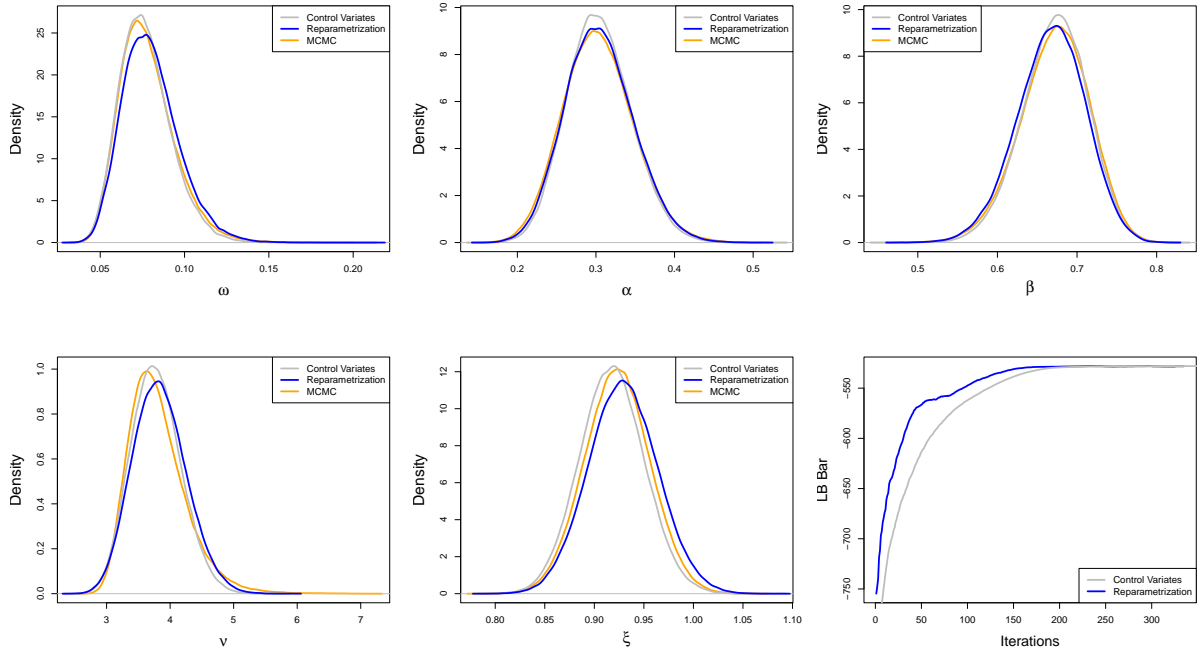 Control Variates
Reparametrization
MCMC
Density
0 5 10 15 20 25
0.05 0.10 0.15 0.20
ω
Control Variates
Reparametrization
MCMC
Density
0 2 4 6 8 10
0.2 0.3 0.4 0.5
α
Control Variates
Reparametrization
MCMC
Density
0 2 4 6 8 10
0.5 0.6 0.7 0.8
β
Control Variates
Reparametrization
MCMC
Density
0.0 0.2 0.4 0.6 0.8 1.0
3 4 5 6 7
ν
Control Variates
Reparametrization
MCMC
Density
0 2 4 6 8 10 12
0.80 0.85 0.90 0.95 1.00 1.05 1.10
ξ
Control Variates
Reparametrization
LB Bar
−750 −700 −650 −600 −550
0 50 100 150 200 250 300
Iterations